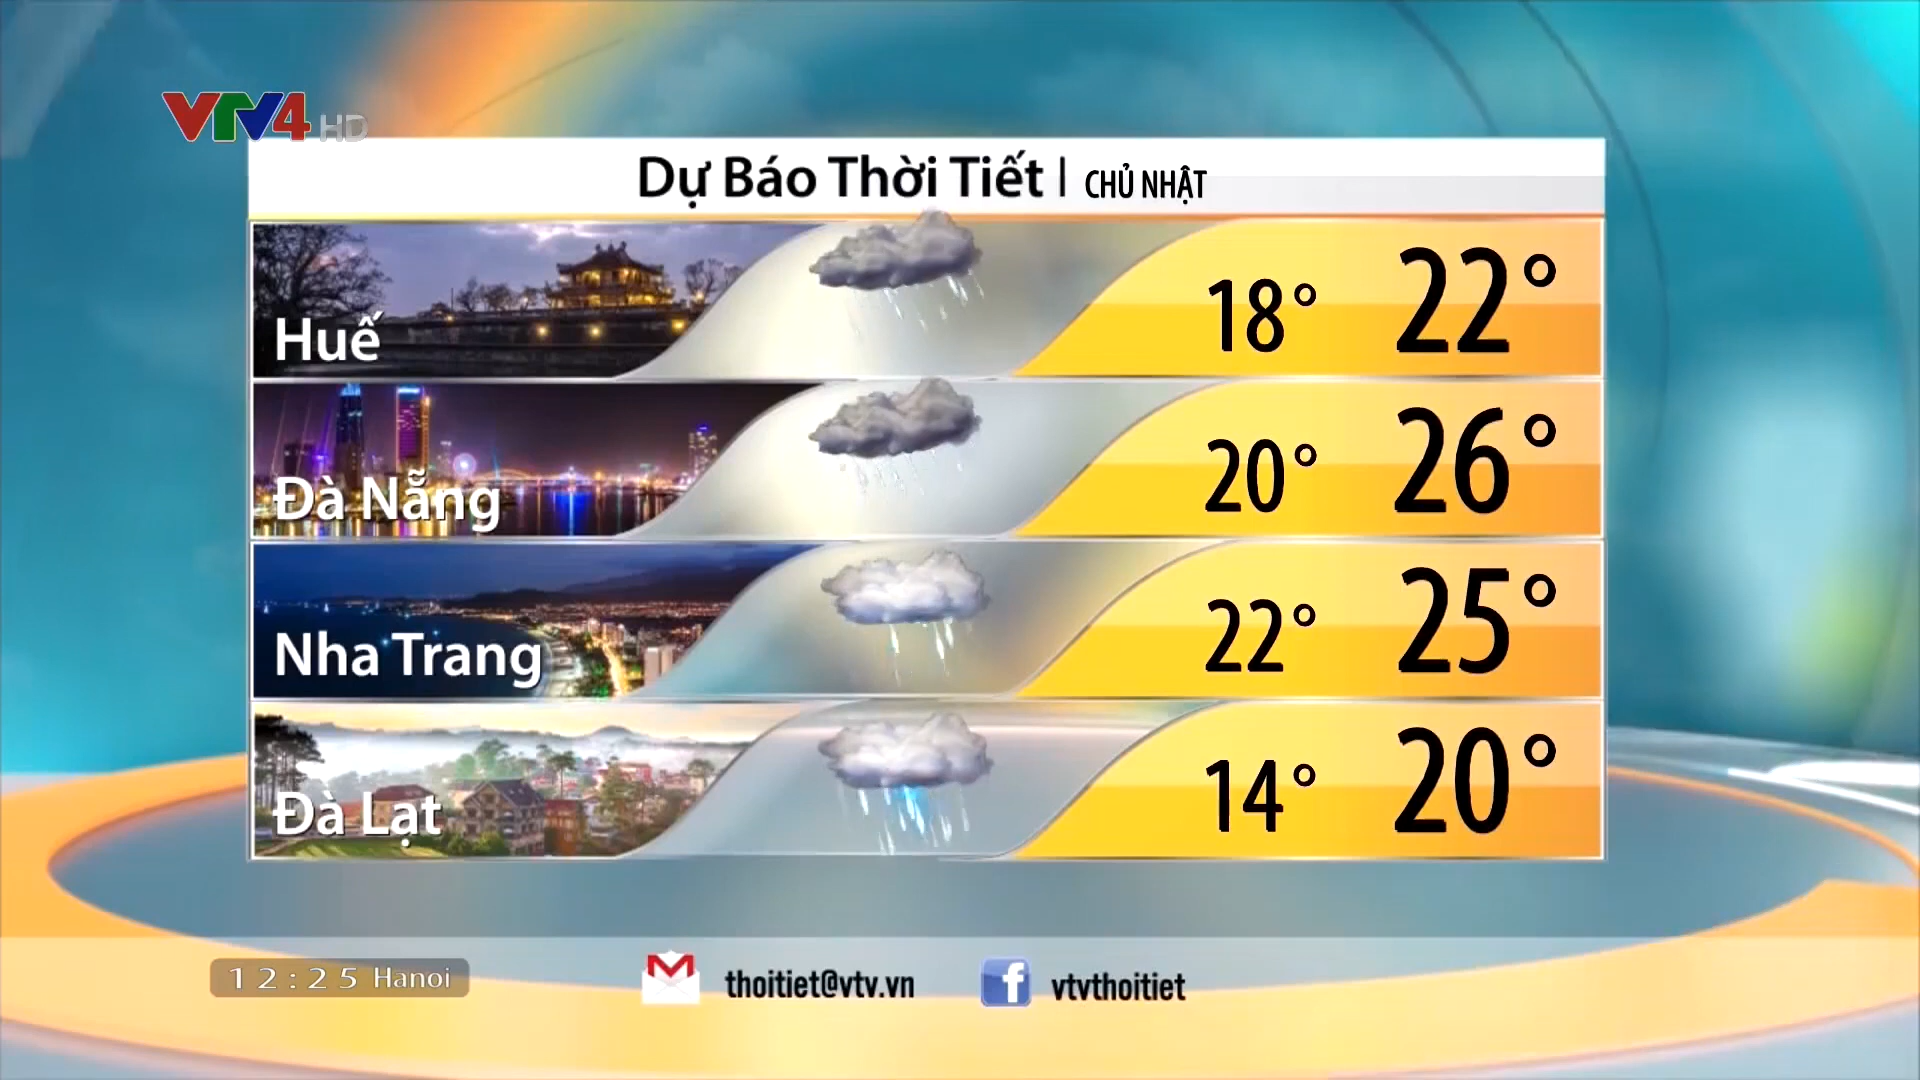 VTV4 HD
Dự Báo Thời Tiết | CHỦ NHẬT
Huế 18° 22°
Đà Nẵng 20° 26°
Nha Trang 22° 25°
Đà Lạt 14° 20°
12:25 Hanoi thoitiet@vtv.vn f vtvthoitiet